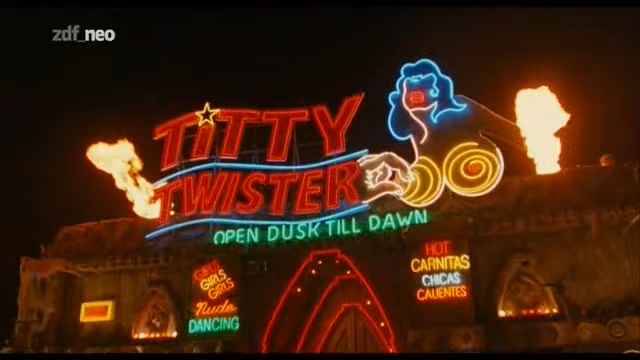 zdf_neo
TITTY
TWISTER
OPEN DUSK TILL DAWN
GIRLS
GIRLS
GIRLS
Nude
DANCING
HOT
CARNITAS
CHICAS
CALIENTES